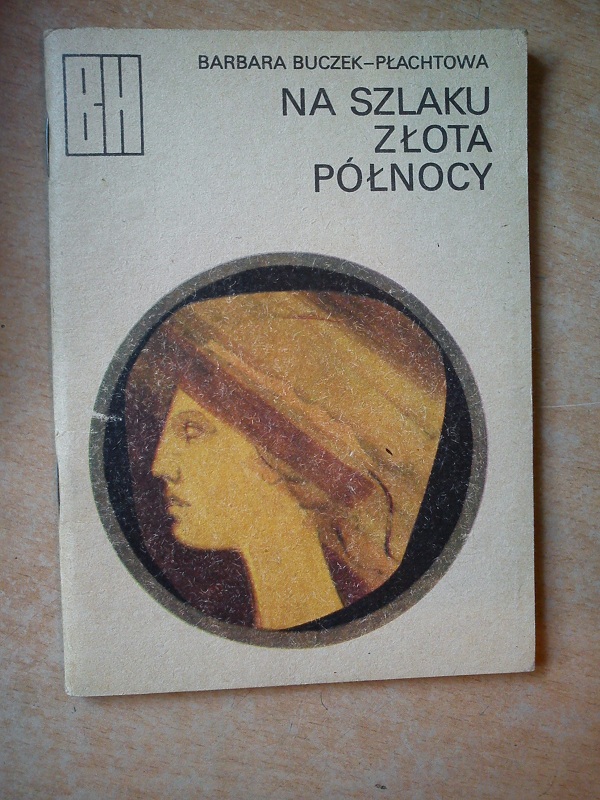 BH
BARBARA BUCZEK–PŁACHTOWA
NA SZLAKU
ZŁOTA
PÓŁNOCY